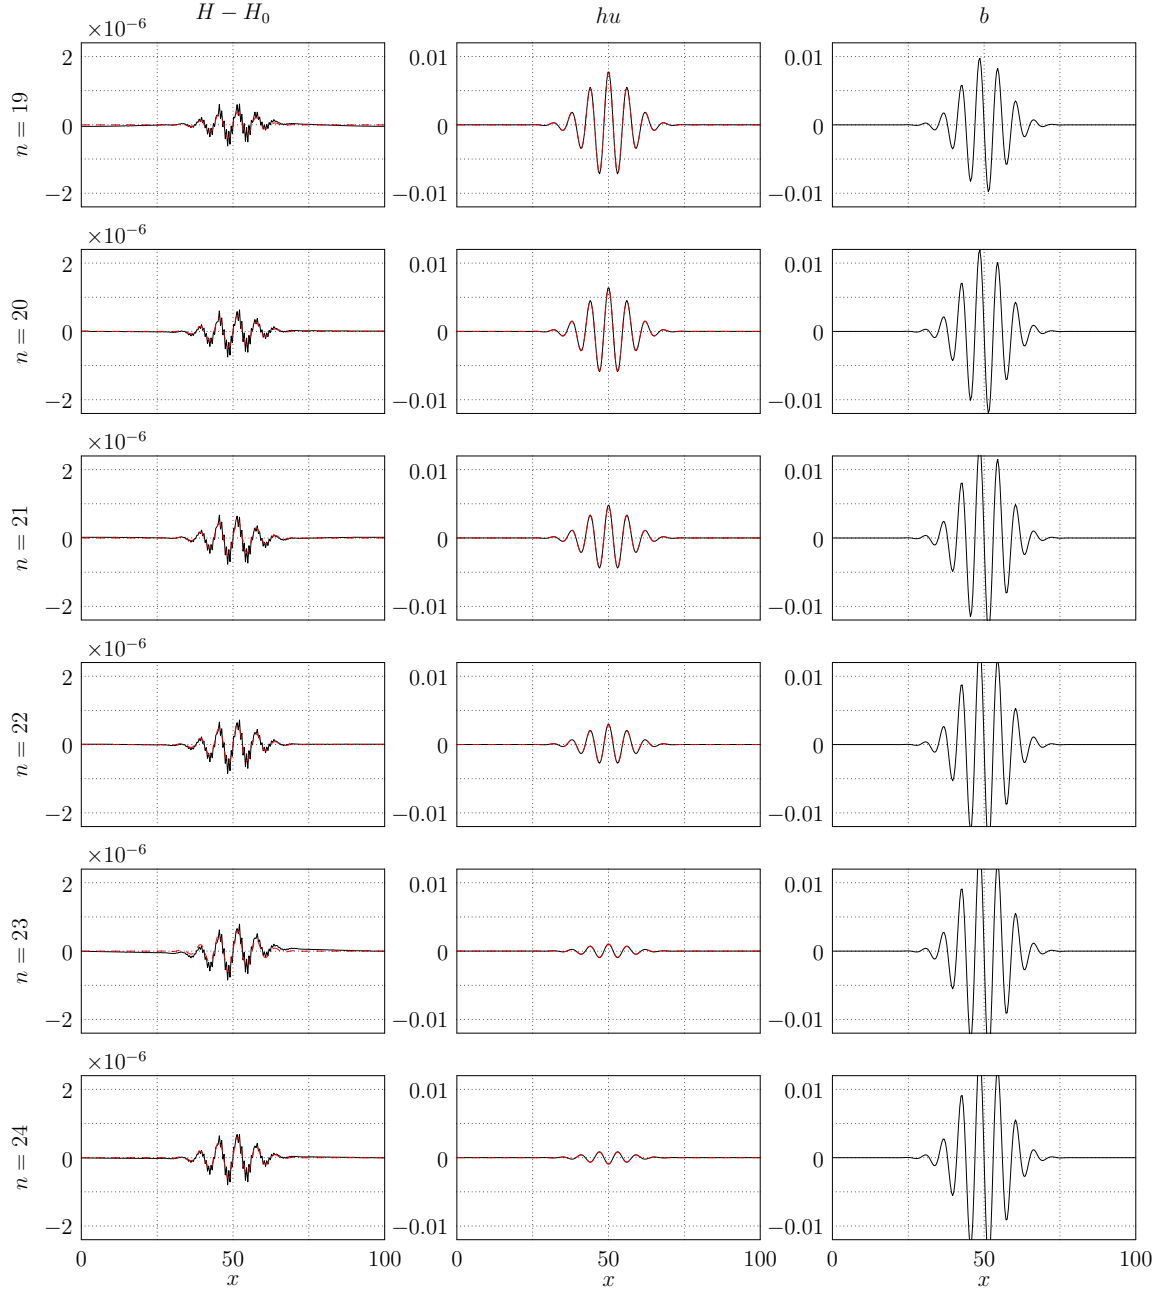 H − H₀ hu b
×10⁻⁶
n = 19 2 0 −2 0.01 0 −0.01 0.01 0 −0.01
×10⁻⁶
n = 20 2 0 −2 0.01 0 −0.01 0.01 0 −0.01
×10⁻⁶
n = 21 2 0 −2 0.01 0 −0.01 0.01 0 −0.01
×10⁻⁶
n = 22 2 0 −2 0.01 0 −0.01 0.01 0 −0.01
×10⁻⁶
n = 23 2 0 −2 0.01 0 −0.01 0.01 0 −0.01
×10⁻⁶
n = 24 2 0 −2 0.01 0 −0.01 0.01 0 −0.01
0 50 100 0 50 100 0 50 100
x x x